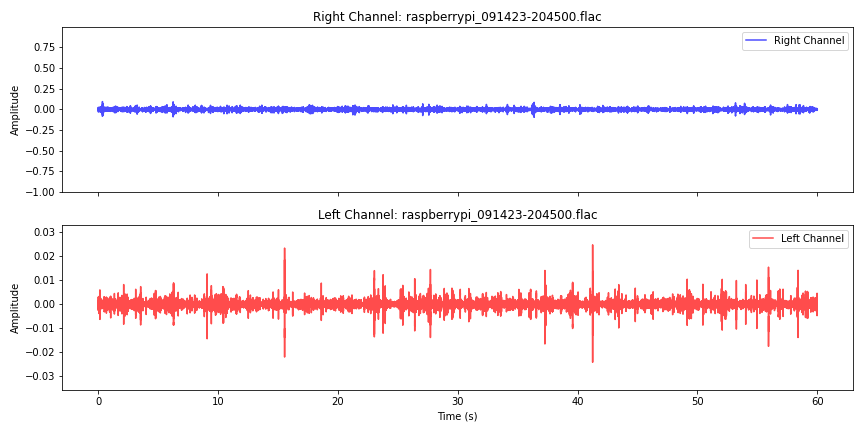 Right Channel: raspberrypi_091423-204500.flac
Right Channel
0.75
0.50
0.25
0.00
−0.25
−0.50
−0.75
−1.00
Amplitude
Left Channel: raspberrypi_091423-204500.flac
Left Channel
0.03
0.02
0.01
0.00
−0.01
−0.02
−0.03
Amplitude
0 10 20 30 40 50 60
Time (s)